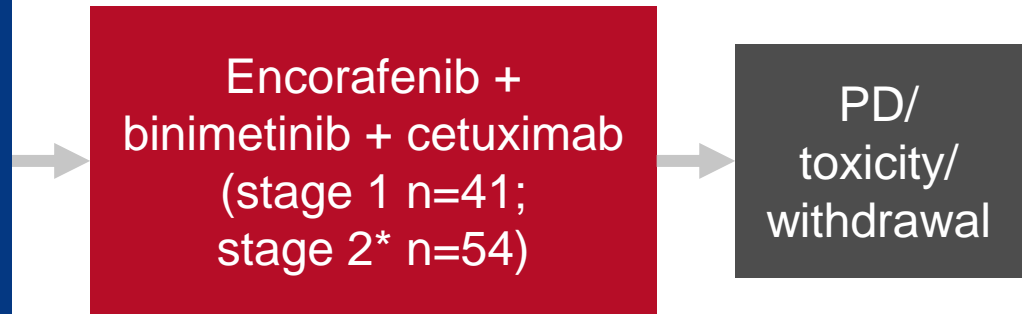 Encorafenib +
binimetinib + cetuximab
(stage 1 n=41;
stage 2* n=54)
PD/
toxicity/
withdrawal